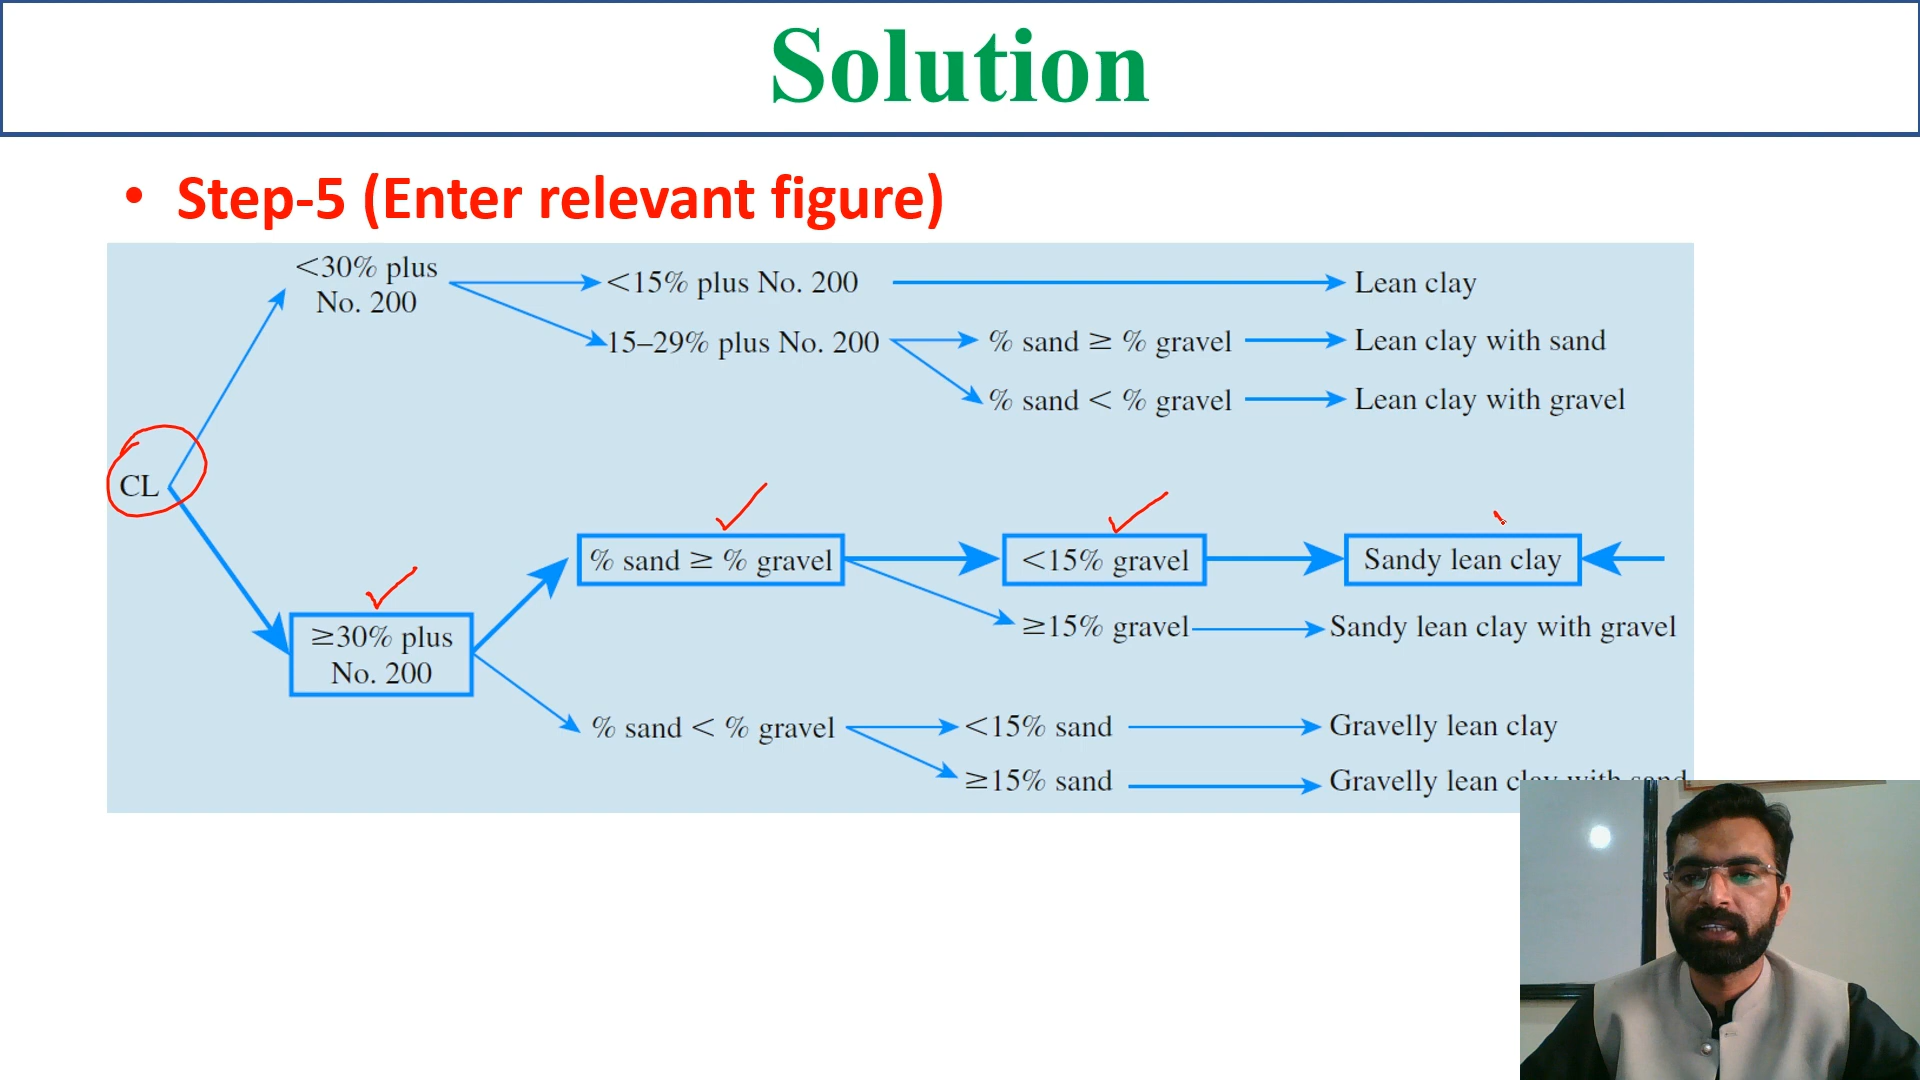 Solution
• Step-5 (Enter relevant figure)
<30% plus
No. 200
<15% plus No. 200
Lean clay
15–29% plus No. 200
% sand ≥ % gravel
Lean clay with sand
% sand < % gravel
Lean clay with gravel
CL
≥30% plus
No. 200
% sand ≥ % gravel
<15% gravel
Sandy lean clay
≥15% gravel
Sandy lean clay with gravel
% sand < % gravel
<15% sand
Gravelly lean clay
≥15% sand
Gravelly lean clay with sand